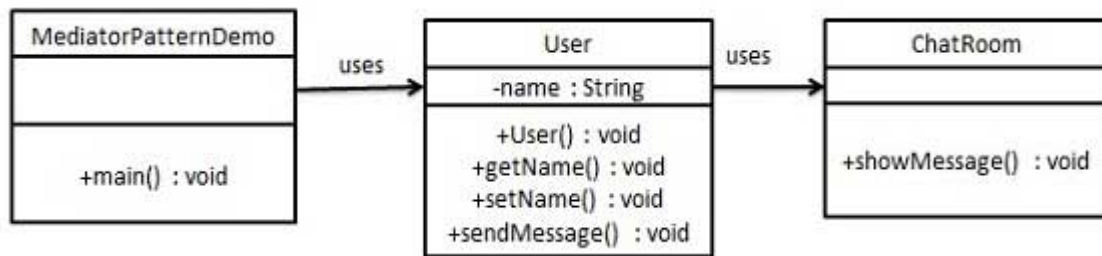 MediatorPatternDemo
+main() : void
uses
User
-name : String
+User() : void
+getName() : void
+setName() : void
+sendMessage() : void
uses
ChatRoom
+showMessage() : void